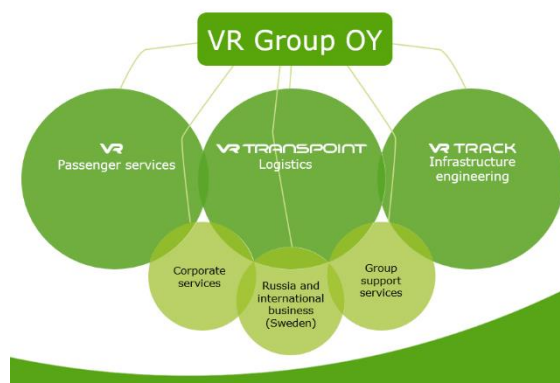 VR Group OY
VR
Passenger services
VR TRANSPOINT
Logistics
VR TRACK
Infrastructure
engineering
Corporate
services
Russia and
international
business
(Sweden)
Group
support
services